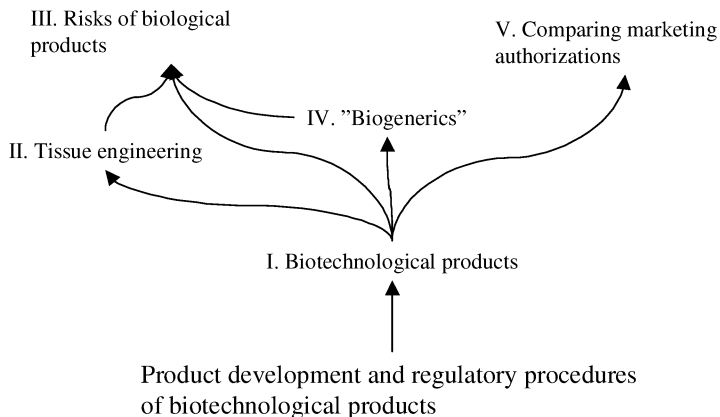 III. Risks of biological
products
V. Comparing marketing
authorizations
IV. ”Biogenerics”
II. Tissue engineering
I. Biotechnological products
Product development and regulatory procedures
of biotechnological products